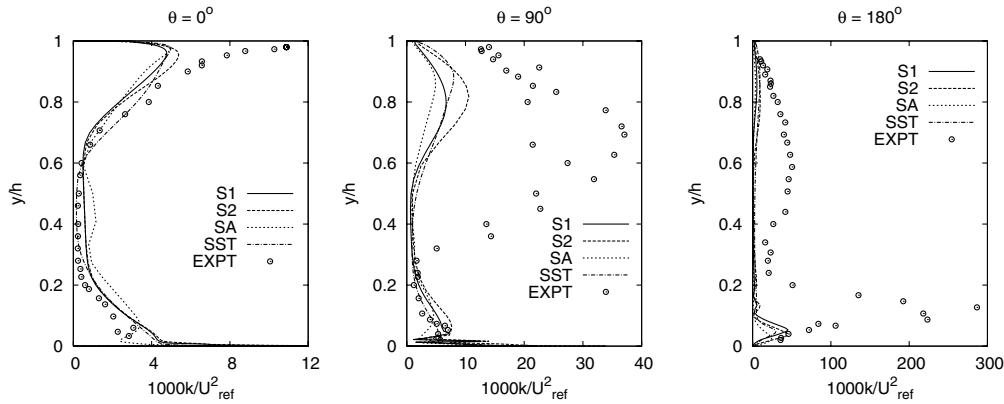 θ = 0°
y/h
1
0.8
0.6
0.4
0.2
0
0 4 8 12
1000k/U²ref
S1
S2
SA
SST
EXPT
θ = 90°
y/h
1
0.8
0.6
0.4
0.2
0
0 10 20 30 40
1000k/U²ref
S1
S2
SA
SST
EXPT
θ = 180°
y/h
1
0.8
0.6
0.4
0.2
0
0 100 200 300
1000k/U²ref
S1
S2
SA
SST
EXPT